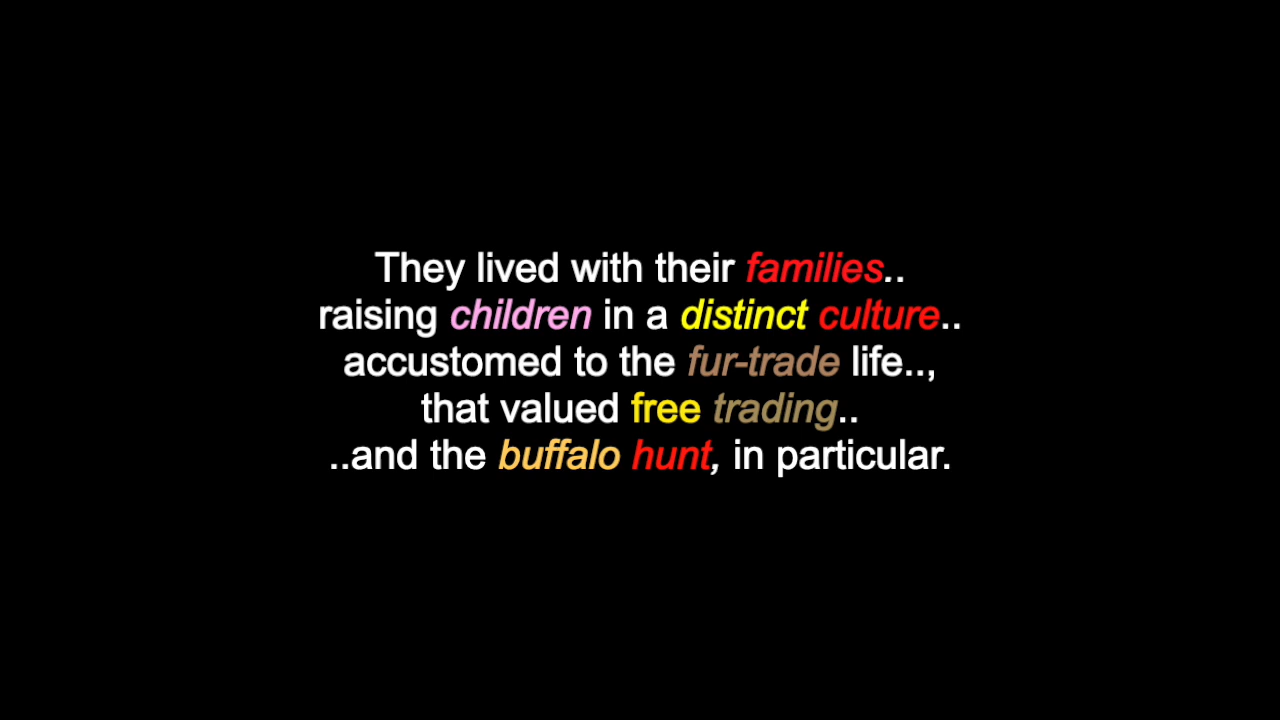 They lived with their families..
raising children in a distinct culture..
accustomed to the fur-trade life..,
that valued free trading..
..and the buffalo hunt, in particular.